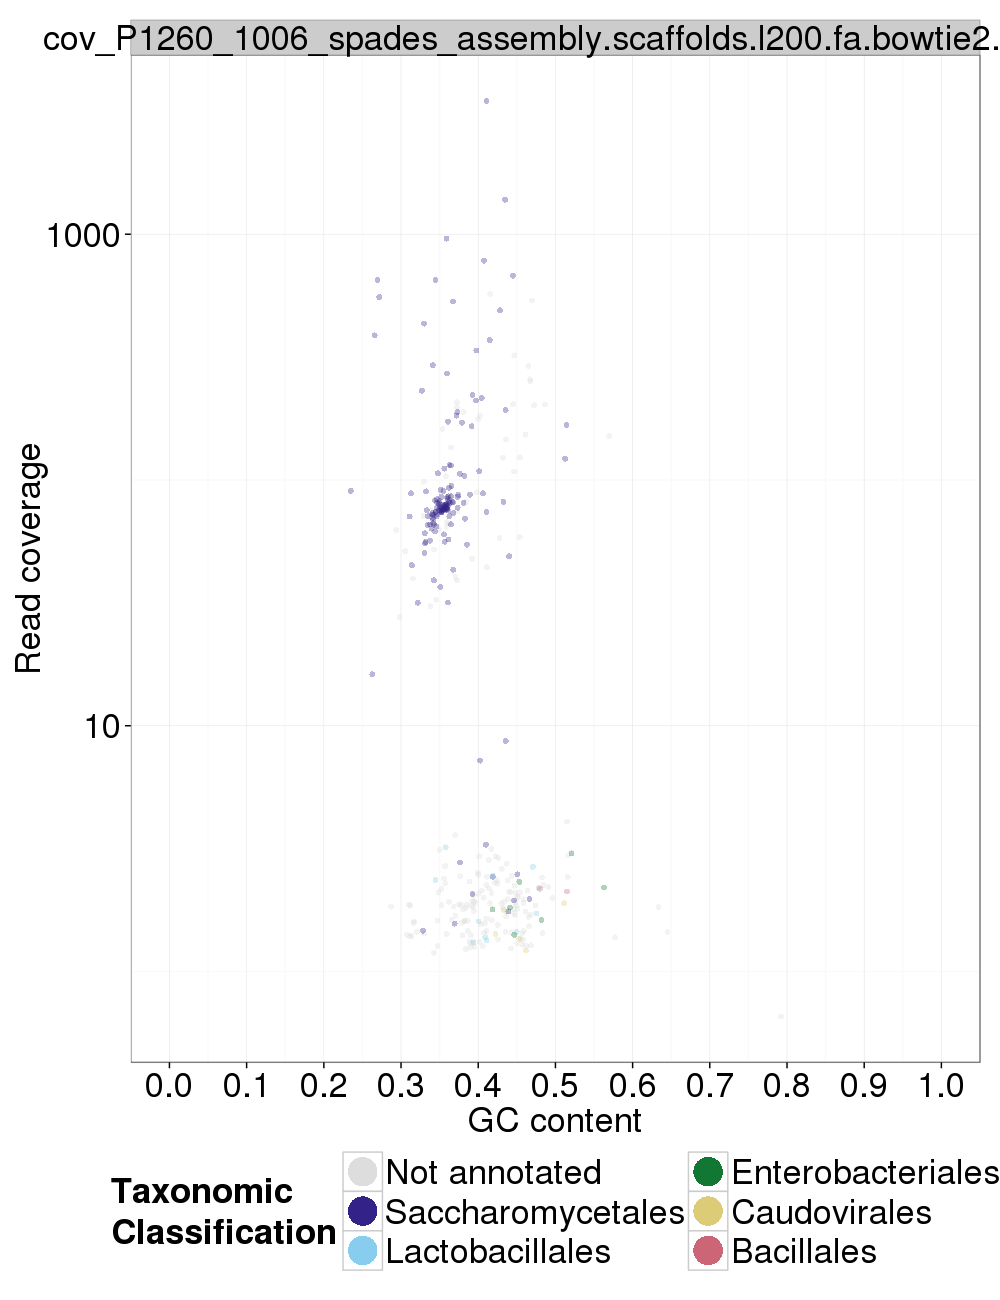 cov_P1260_1006_spades_assembly.scaffolds.l200.fa.bowtie2.
1000
10
Read coverage
0.0 0.1 0.2 0.3 0.4 0.5 0.6 0.7 0.8 0.9 1.0
GC content
Taxonomic
Classification
Not annotated
Saccharomycetales
Lactobacillales
Enterobacteriales
Caudovirales
Bacillales